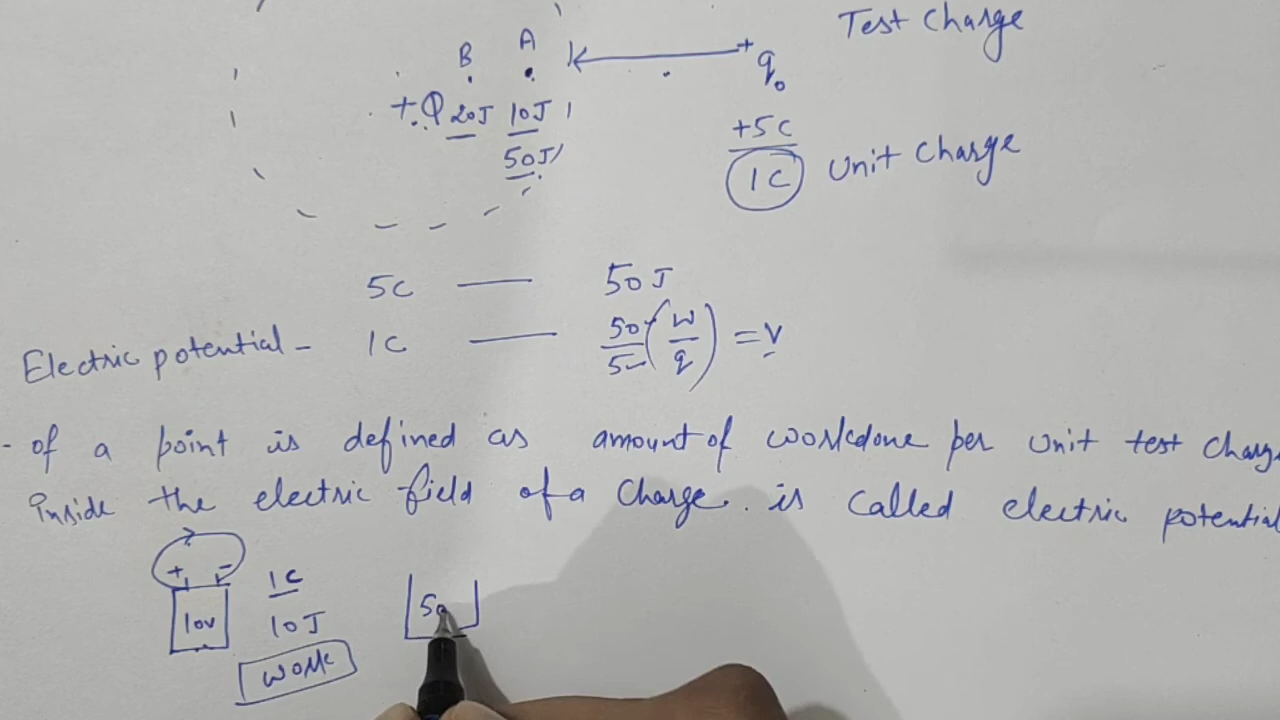 Test Charge
B A
+ q₀
+Q 20J 10J
50J
+5C
1C Unit Charge
5C — 50J
Electric potential - 1C — 50/5 (W/q) = V
- of a point is defined as amount of workdone per unit test Charg
inside the electric field of a Charge. is called electric potential
+ - 1C
10V 10J 50
work